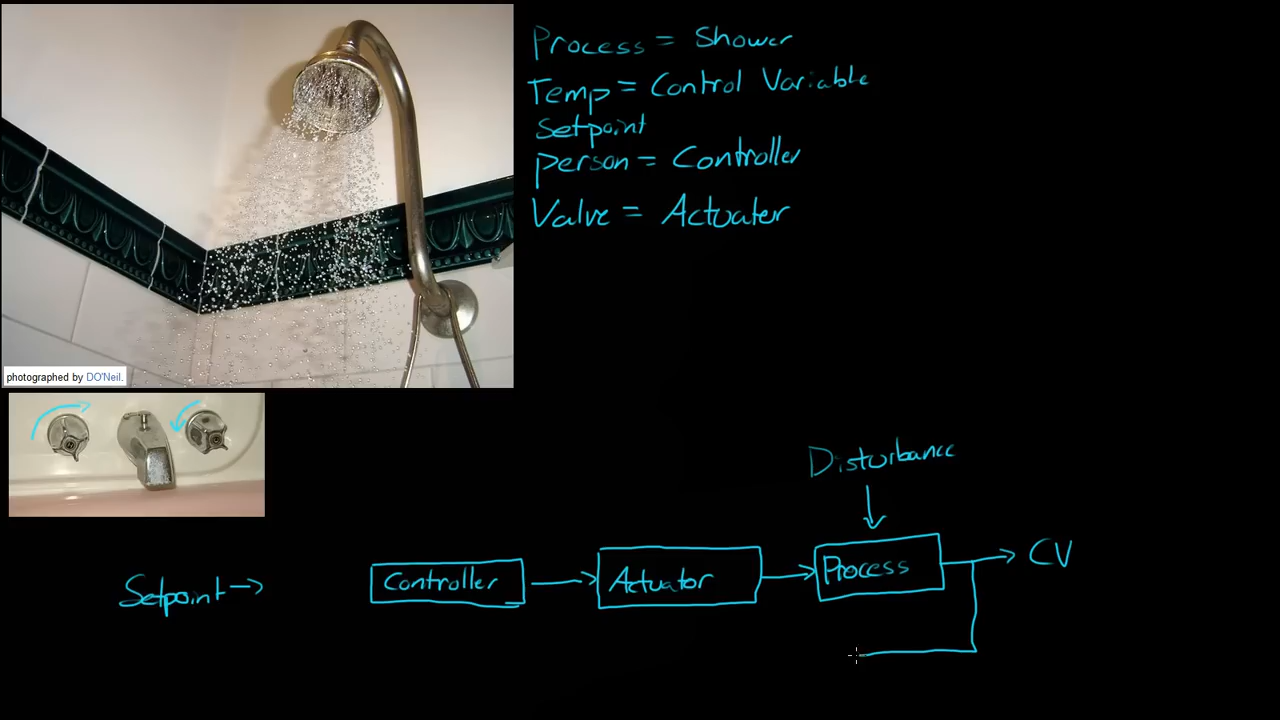 Process = Shower
Temp = Control Variable
Setpoint
person = Controller
Valve = Actuater
photographed by DO'Neil.
Disturbance
Setpoint → Controller → Actuator → Process → CV